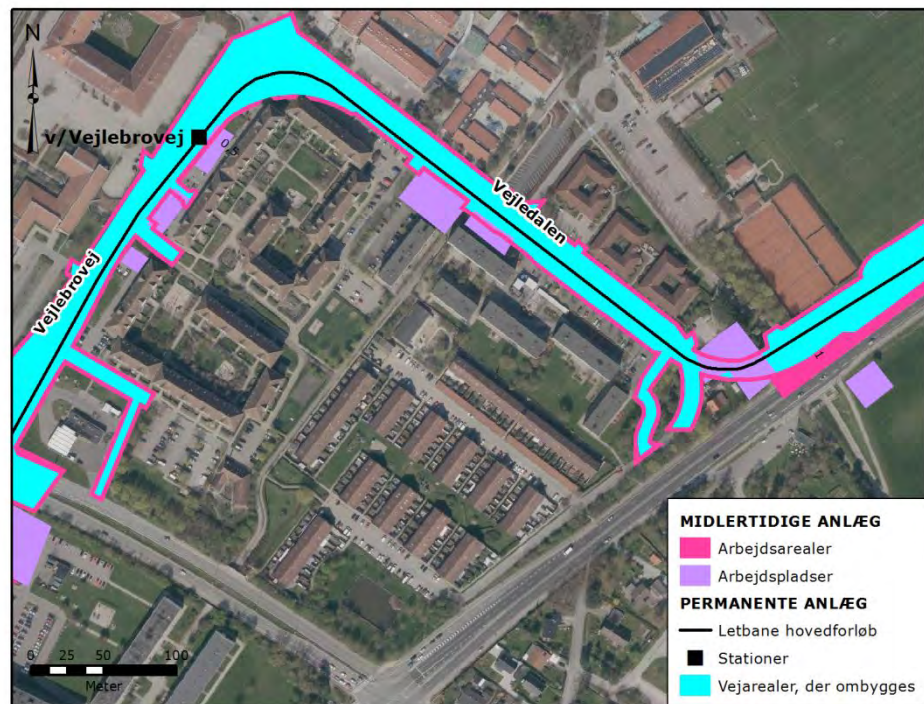 N
v/Vejlebrovej
Vejledalen
Vejlebrovej
0 25 50 100
Meter
MIDLERTIDIGE ANLÆG
Arbejdsarealer
Arbejdspladser
PERMANENTE ANLÆG
Letbane hovedforløb
Stationer
Vejarealer, der ombygges